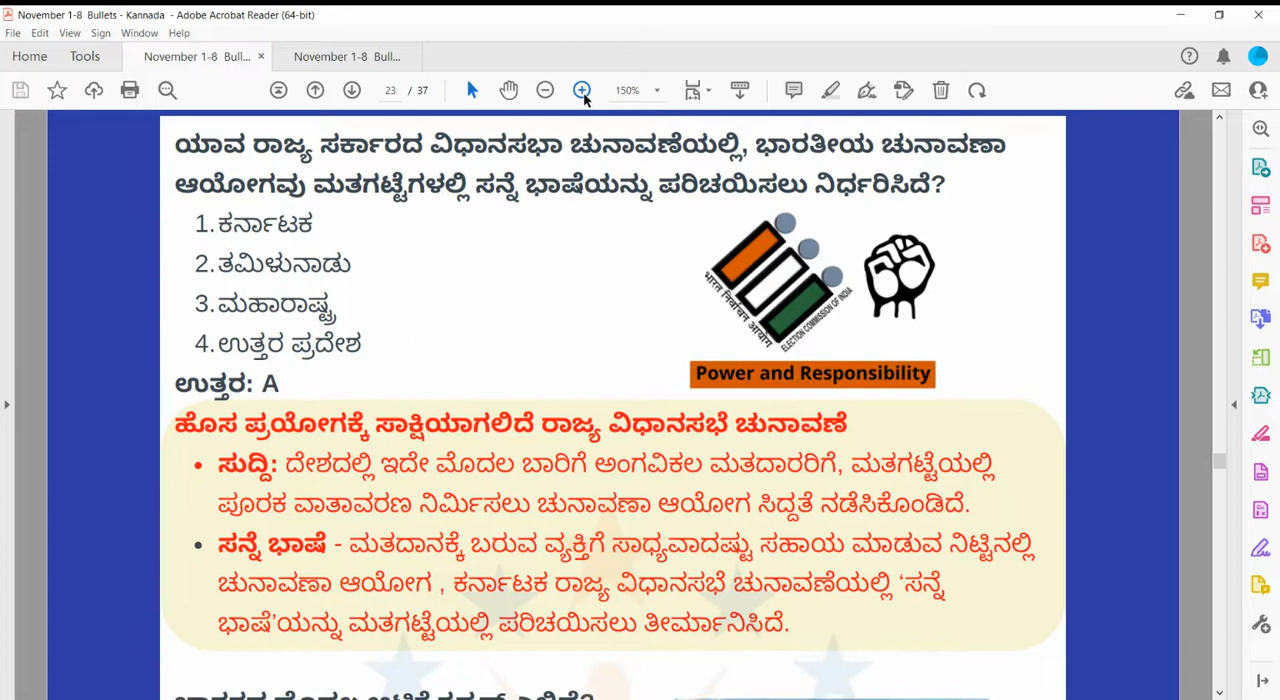 November 1-8 Bullets - Kannada - Adobe Acrobat Reader (64-bit)
File Edit View Sign Window Help
Home Tools November 1-8 Bull... × November 1-8 Bull...
23 / 37 150%
ಯಾವ ರಾಜ್ಯ ಸರ್ಕಾರದ ವಿಧಾನಸಭಾ ಚುನಾವಣೆಯಲ್ಲಿ, ಭಾರತೀಯ ಚುನಾವಣಾ
ಆಯೋಗವು ಮತಗಟ್ಟೆಗಳಲ್ಲಿ ಸನ್ನೆ ಭಾಷೆಯನ್ನು ಪರಿಚಯಿಸಲು ನಿರ್ಧರಿಸಿದೆ?
1. ಕರ್ನಾಟಕ
2. ತಮಿಳುನಾಡು
3. ಮಹಾರಾಷ್ಟ್ರ
4. ಉತ್ತರ ಪ್ರದೇಶ
भारत निर्वाचन आयोग
ELECTION COMMISSION OF INDIA
Power and Responsibility
ಉತ್ತರ: A
ಹೊಸ ಪ್ರಯೋಗಕ್ಕೆ ಸಾಕ್ಷಿಯಾಗಲಿದೆ ರಾಜ್ಯ ವಿಧಾನಸಭೆ ಚುನಾವಣೆ
• ಸುದ್ದಿ: ದೇಶದಲ್ಲಿ ಇದೇ ಮೊದಲ ಬಾರಿಗೆ ಅಂಗವಿಕಲ ಮತದಾರರಿಗೆ, ಮತಗಟ್ಟೆಯಲ್ಲಿ
ಪೂರಕ ವಾತಾವರಣ ನಿರ್ಮಿಸಲು ಚುನಾವಣಾ ಆಯೋಗ ಸಿದ್ದತೆ ನಡೆಸಿಕೊಂಡಿದೆ.
• ಸನ್ನೆ ಭಾಷೆ - ಮತದಾನಕ್ಕೆ ಬರುವ ವ್ಯಕ್ತಿಗೆ ಸಾಧ್ಯವಾದಷ್ಟು ಸಹಾಯ ಮಾಡುವ ನಿಟ್ಟಿನಲ್ಲಿ
ಚುನಾವಣಾ ಆಯೋಗ , ಕರ್ನಾಟಕ ರಾಜ್ಯ ವಿಧಾನಸಭೆ ಚುನಾವಣೆಯಲ್ಲಿ ‘ಸನ್ನೆ
ಭಾಷೆ’ಯನ್ನು ಮತಗಟ್ಟೆಯಲ್ಲಿ ಪರಿಚಯಿಸಲು ತೀರ್ಮಾನಿಸಿದೆ.